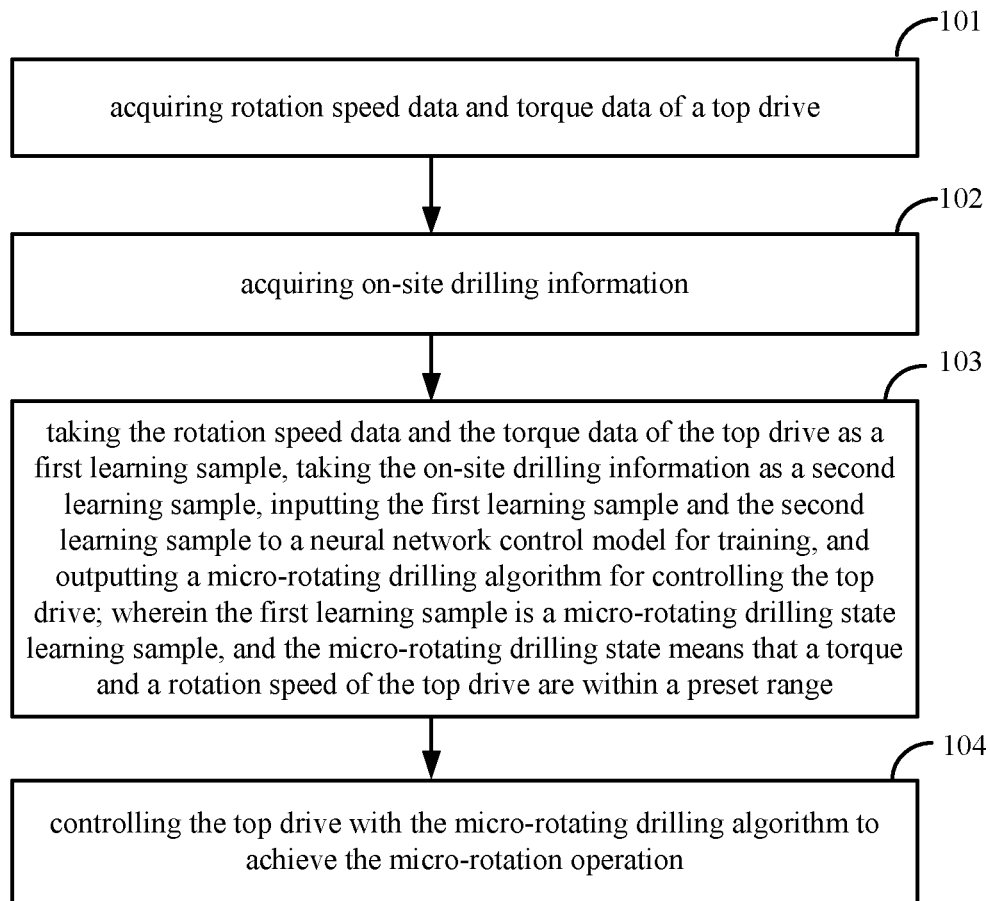 101
acquiring rotation speed data and torque data of a top drive
102
acquiring on-site drilling information
103
taking the rotation speed data and the torque data of the top drive as a
first learning sample, taking the on-site drilling information as a second
learning sample, inputting the first learning sample and the second
learning sample to a neural network control model for training, and
outputting a micro-rotating drilling algorithm for controlling the top
drive; wherein the first learning sample is a micro-rotating drilling state
learning sample, and the micro-rotating drilling state means that a torque
and a rotation speed of the top drive are within a preset range
104
controlling the top drive with the micro-rotating drilling algorithm to
achieve the micro-rotation operation